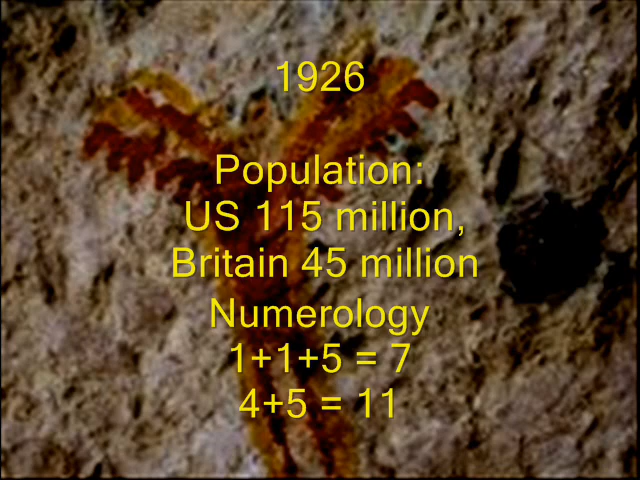 1926
Population:
US 115 million,
Britain 45 million
Numerology
1+1+5 = 7
4+5 = 11